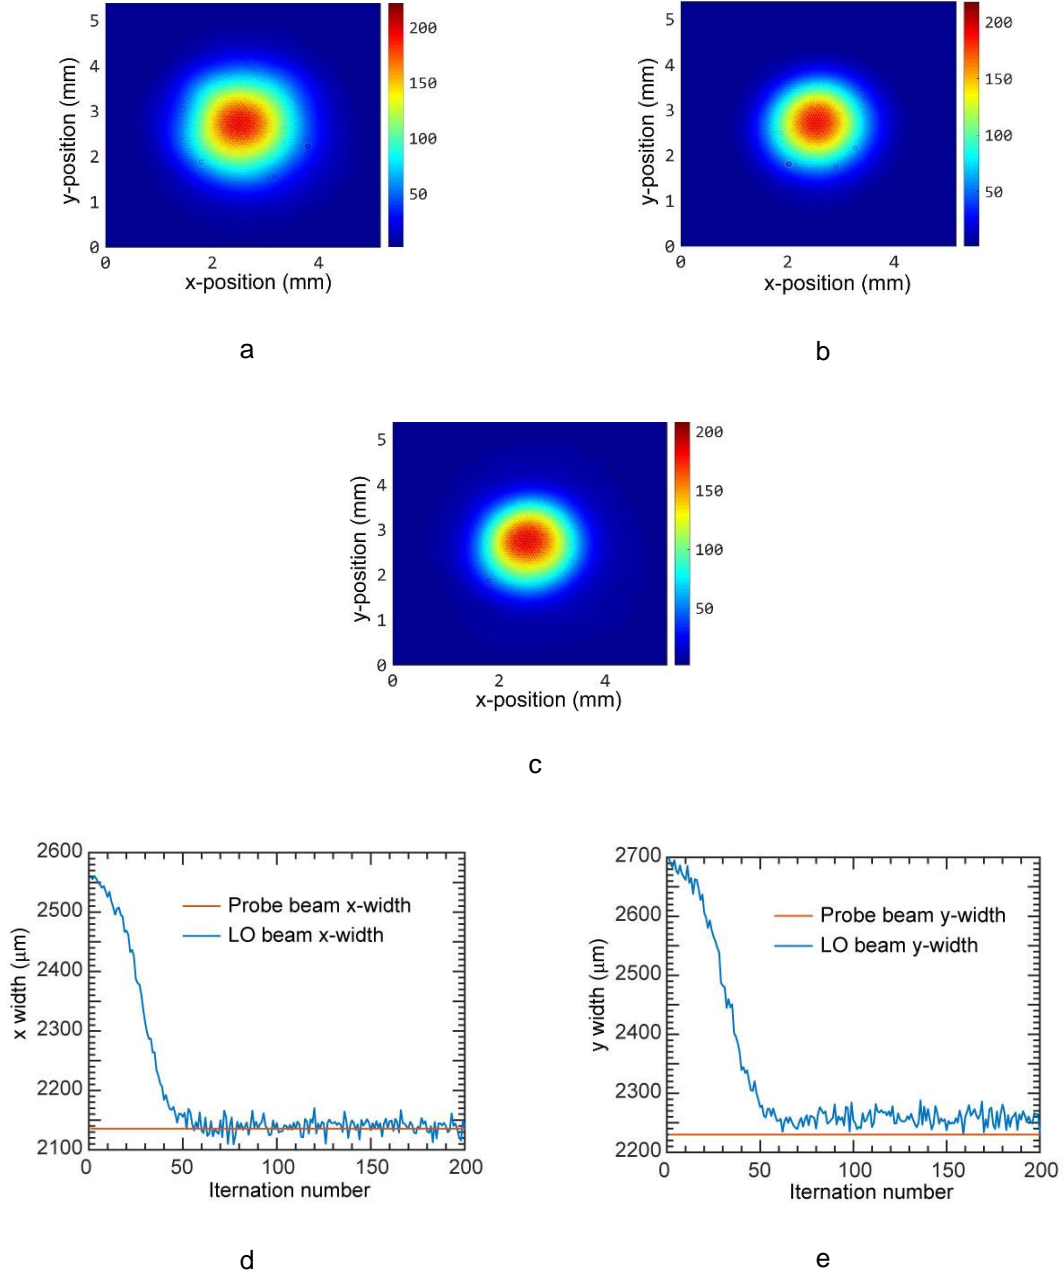 5
4
3
2
1
0
y-position (mm)
0 2 4
x-position (mm)
200
150
100
50
a
5
4
3
2
1
0
y-position (mm)
0 2 4
x-position (mm)
200
150
100
50
b
5
4
3
2
1
0
y-position (mm)
0 2 4
x-position (mm)
200
150
100
50
c
2600
2500
2400
2300
2200
2100
x width (μm)
Probe beam x-width
LO beam x-width
0 50 100 150 200
Iternation number
d
2700
2600
2500
2400
2300
2200
y width (μm)
Probe beam y-width
LO beam y-width
0 50 100 150 200
Iternation number
e